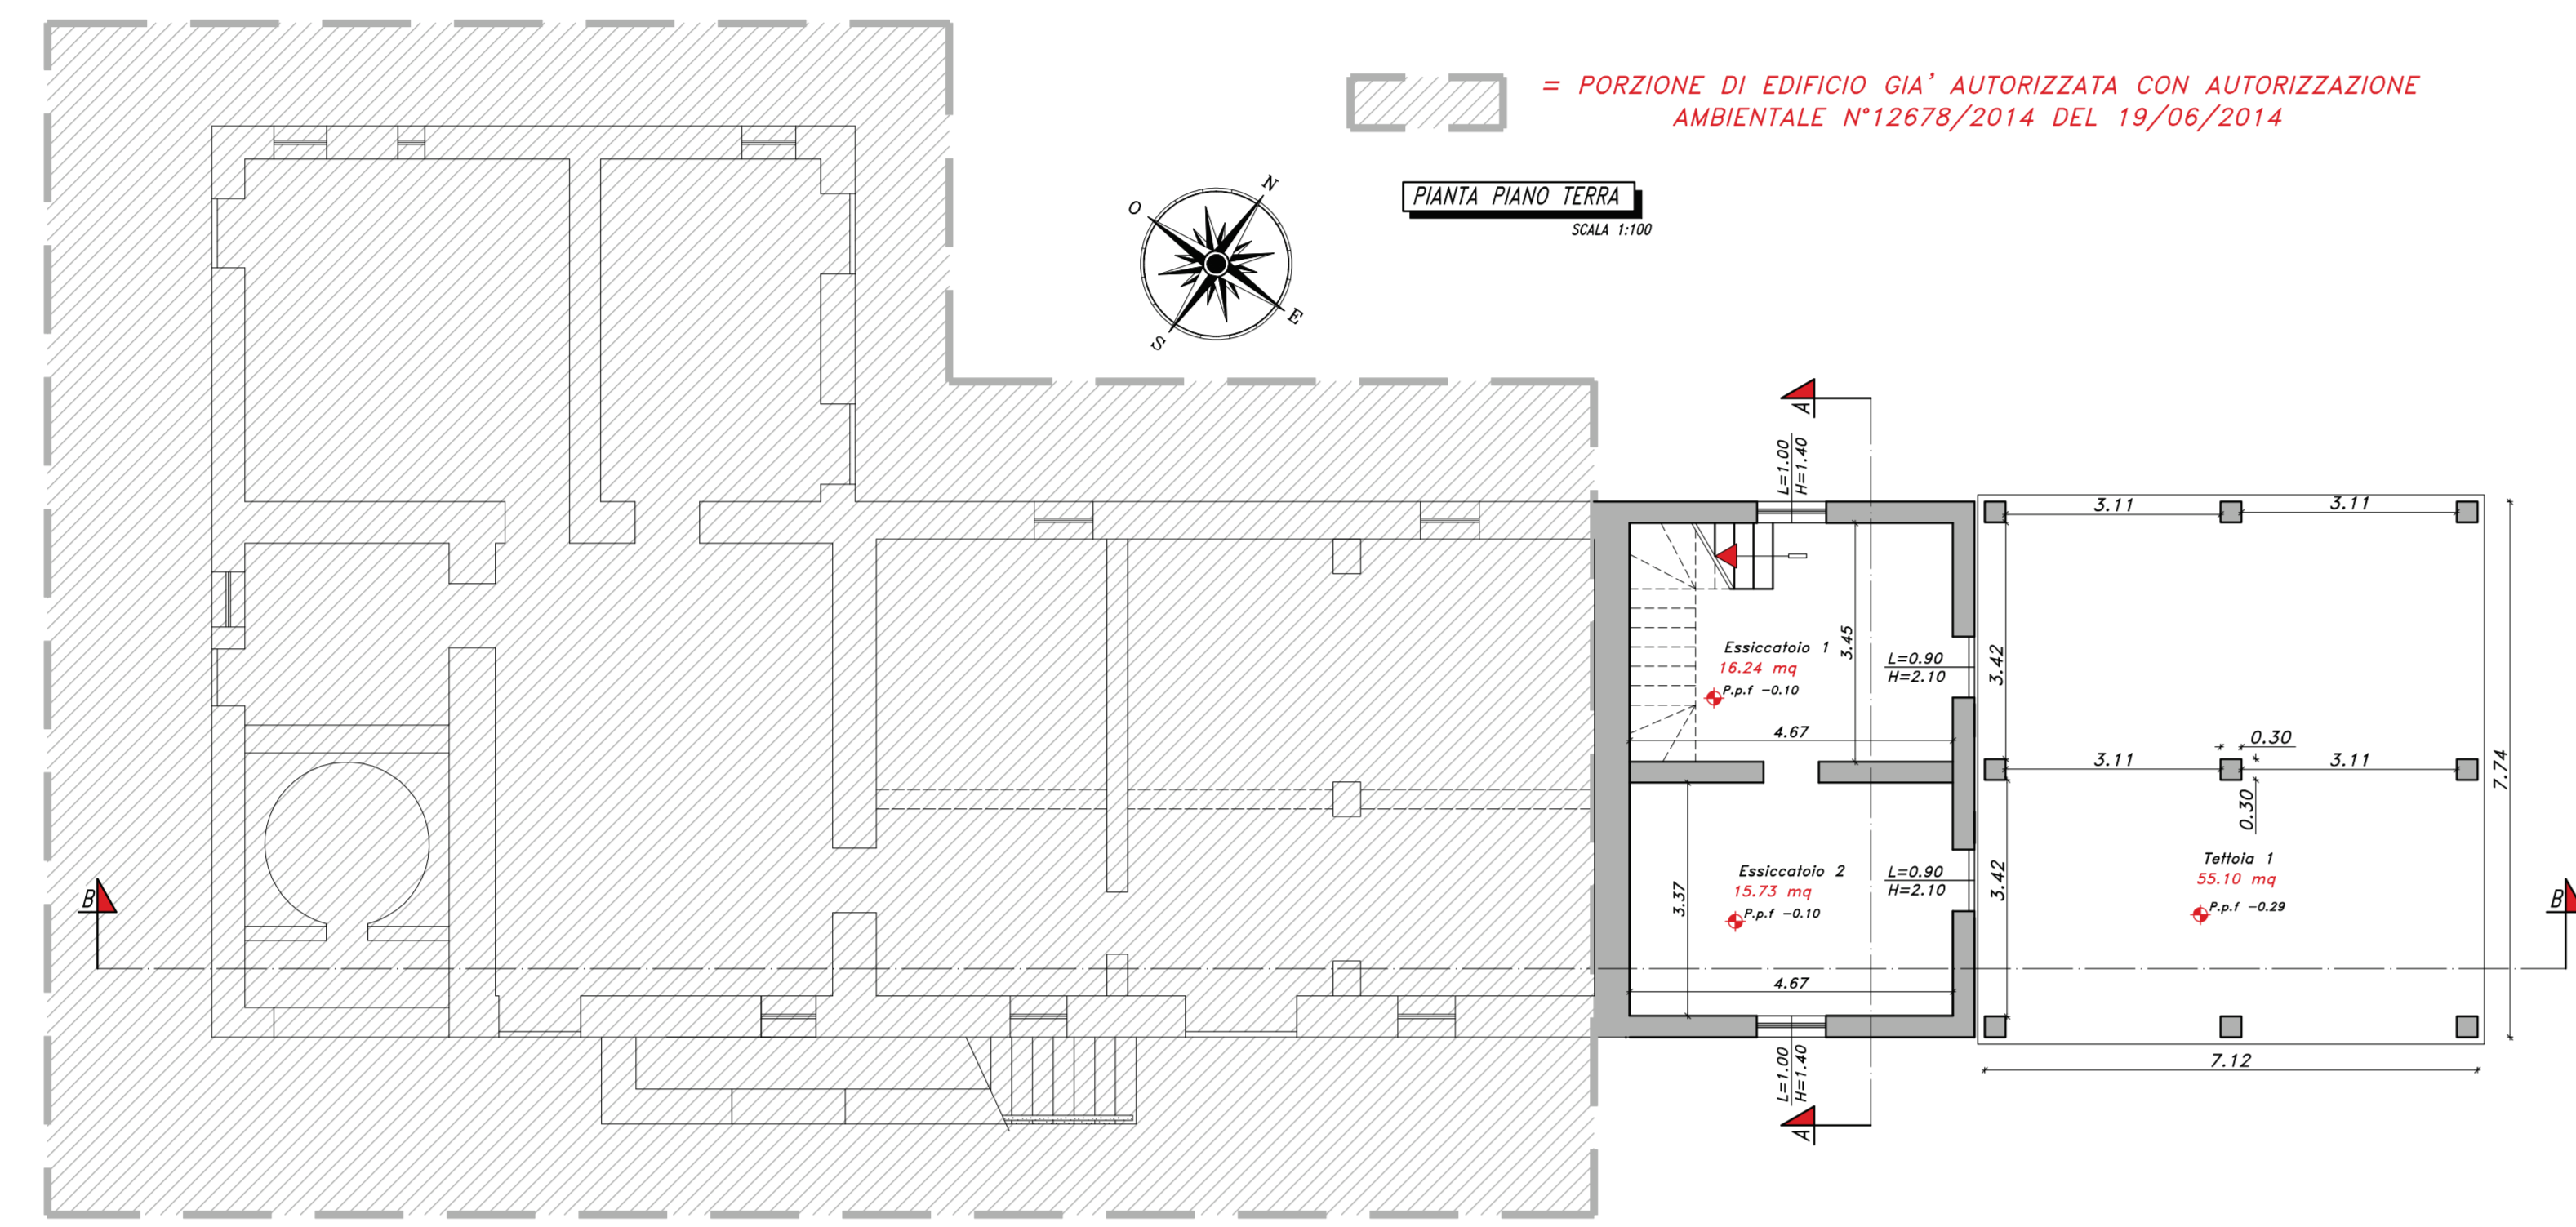 = PORZIONE DI EDIFICIO GIA' AUTORIZZATA CON AUTORIZZAZIONE
AMBIENTALE N°12678/2014 DEL 19/06/2014
PIANTA PIANO TERRA
SCALA 1:100
N
O
E
S
A
L=1.00
H=1.40
3.11
3.11
Essiccatoio 1
16.24 mq
P.p.f -0.10
3.45
L=0.90
H=2.10
3.42
4.67
3.11
3.11
0.30
0.30
7.74
Essiccatoio 2
15.73 mq
P.p.f -0.10
3.37
L=0.90
H=2.10
3.42
Tettoia 1
55.10 mq
P.p.f -0.29
B
B
4.67
7.12
L=1.00
H=1.40
A